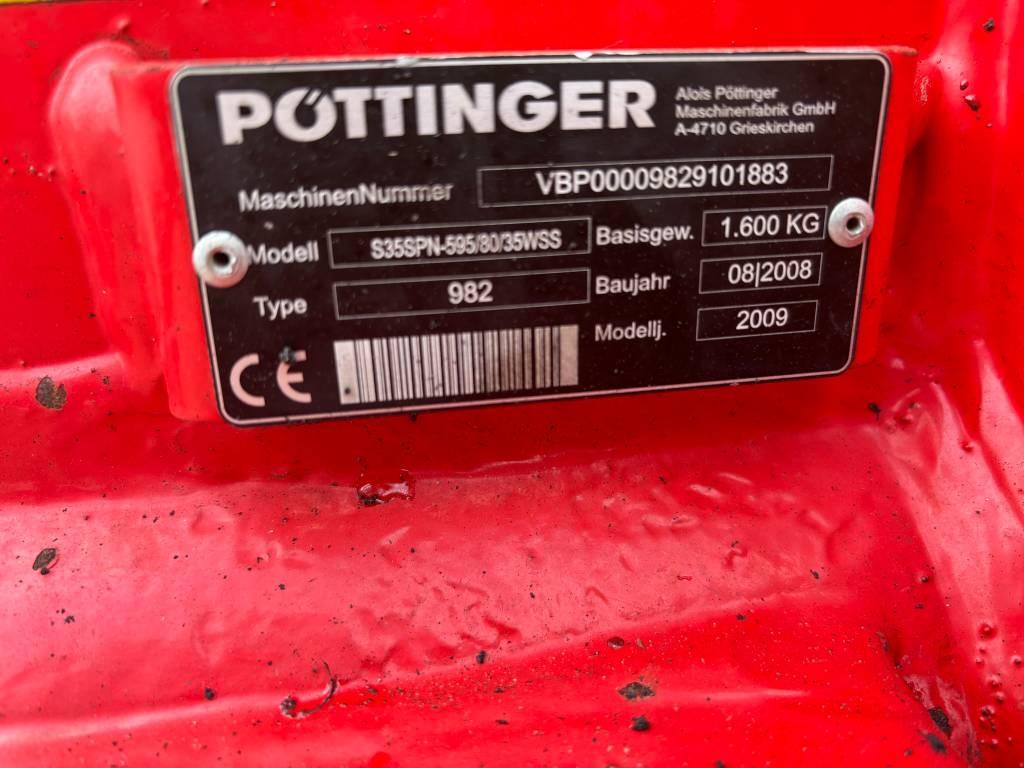 PÖTTINGER
Alois Pöttinger
Maschinenfabrik GmbH
A-4710 Grieskirchen
MaschinenNummer VBP00009829101883
Modell S35SPN-595/80/35WSS Basisgew. 1.600 KG
Type 982 Baujahr 08|2008
Modellj. 2009
CE